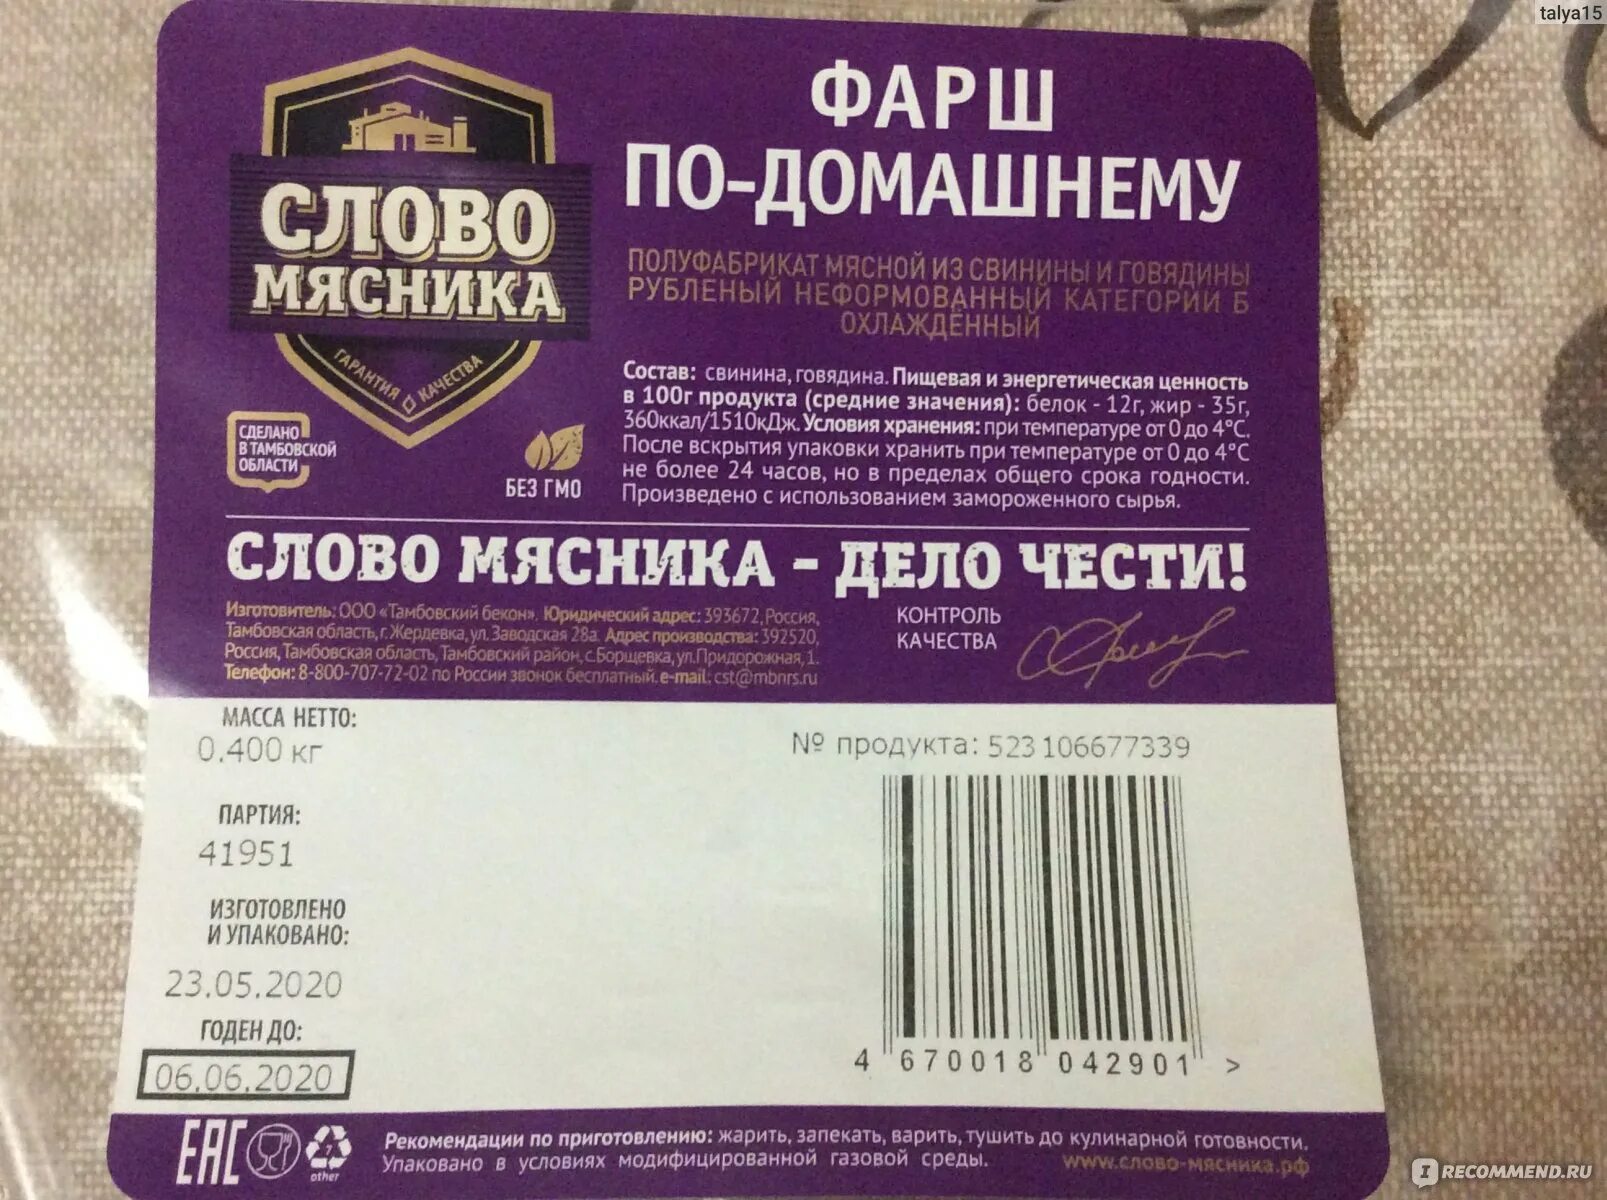 talya15
СЛОВО
МЯСНИКА
ГАРАНТИЯ КАЧЕСТВА
СДЕЛАНО
В ТАМБОВСКОЙ
ОБЛАСТИ
БЕЗ ГМО
ФАРШ
ПО-ДОМАШНЕМУ
ПОЛУФАБРИКАТ МЯСНОЙ ИЗ СВИНИНЫ И ГОВЯДИНЫ
РУБЛЕНЫЙ НЕФОРМОВАННЫЙ КАТЕГОРИИ Б
ОХЛАЖДЁННЫЙ
Состав: свинина, говядина. Пищевая и энергетическая ценность
в 100г продукта (средние значения): белок - 12г, жир - 35г,
360ккал/1510кДж. Условия хранения: при температуре от 0 до 4°С.
После вскрытия упаковки хранить при температуре от 0 до 4°С
не более 24 часов, но в пределах общего срока годности.
Произведено с использованием замороженного сырья.
СЛОВО МЯСНИКА - ДЕЛО ЧЕСТИ!
Изготовитель: ООО «Тамбовский бекон». Юридический адрес: 393672, Россия,
Тамбовская область, г. Жердевка, ул. Заводская 28а. Адрес производства: 392520,
Россия, Тамбовская область, Тамбовский район, с. Борщевка, ул. Придорожная, 1.
Телефон: 8-800-707-72-02 по России звонок бесплатный. e-mail: cst@mbnrs.ru
КОНТРОЛЬ
КАЧЕСТВА
МАССА НЕТТО:
0.400 кг
ПАРТИЯ:
41951
ИЗГОТОВЛЕНО
И УПАКОВАНО:
23.05.2020
ГОДЕН ДО:
06.06.2020
№ продукта: 523106677339
4 670018 042901 >
EAC
7
other
Рекомендации по приготовлению: жарить, запекать, варить, тушить до кулинарной готовности.
Упаковано в условиях модифицированной газовой среды. www.слово-мясника.рф
IRECOMMEND.RU